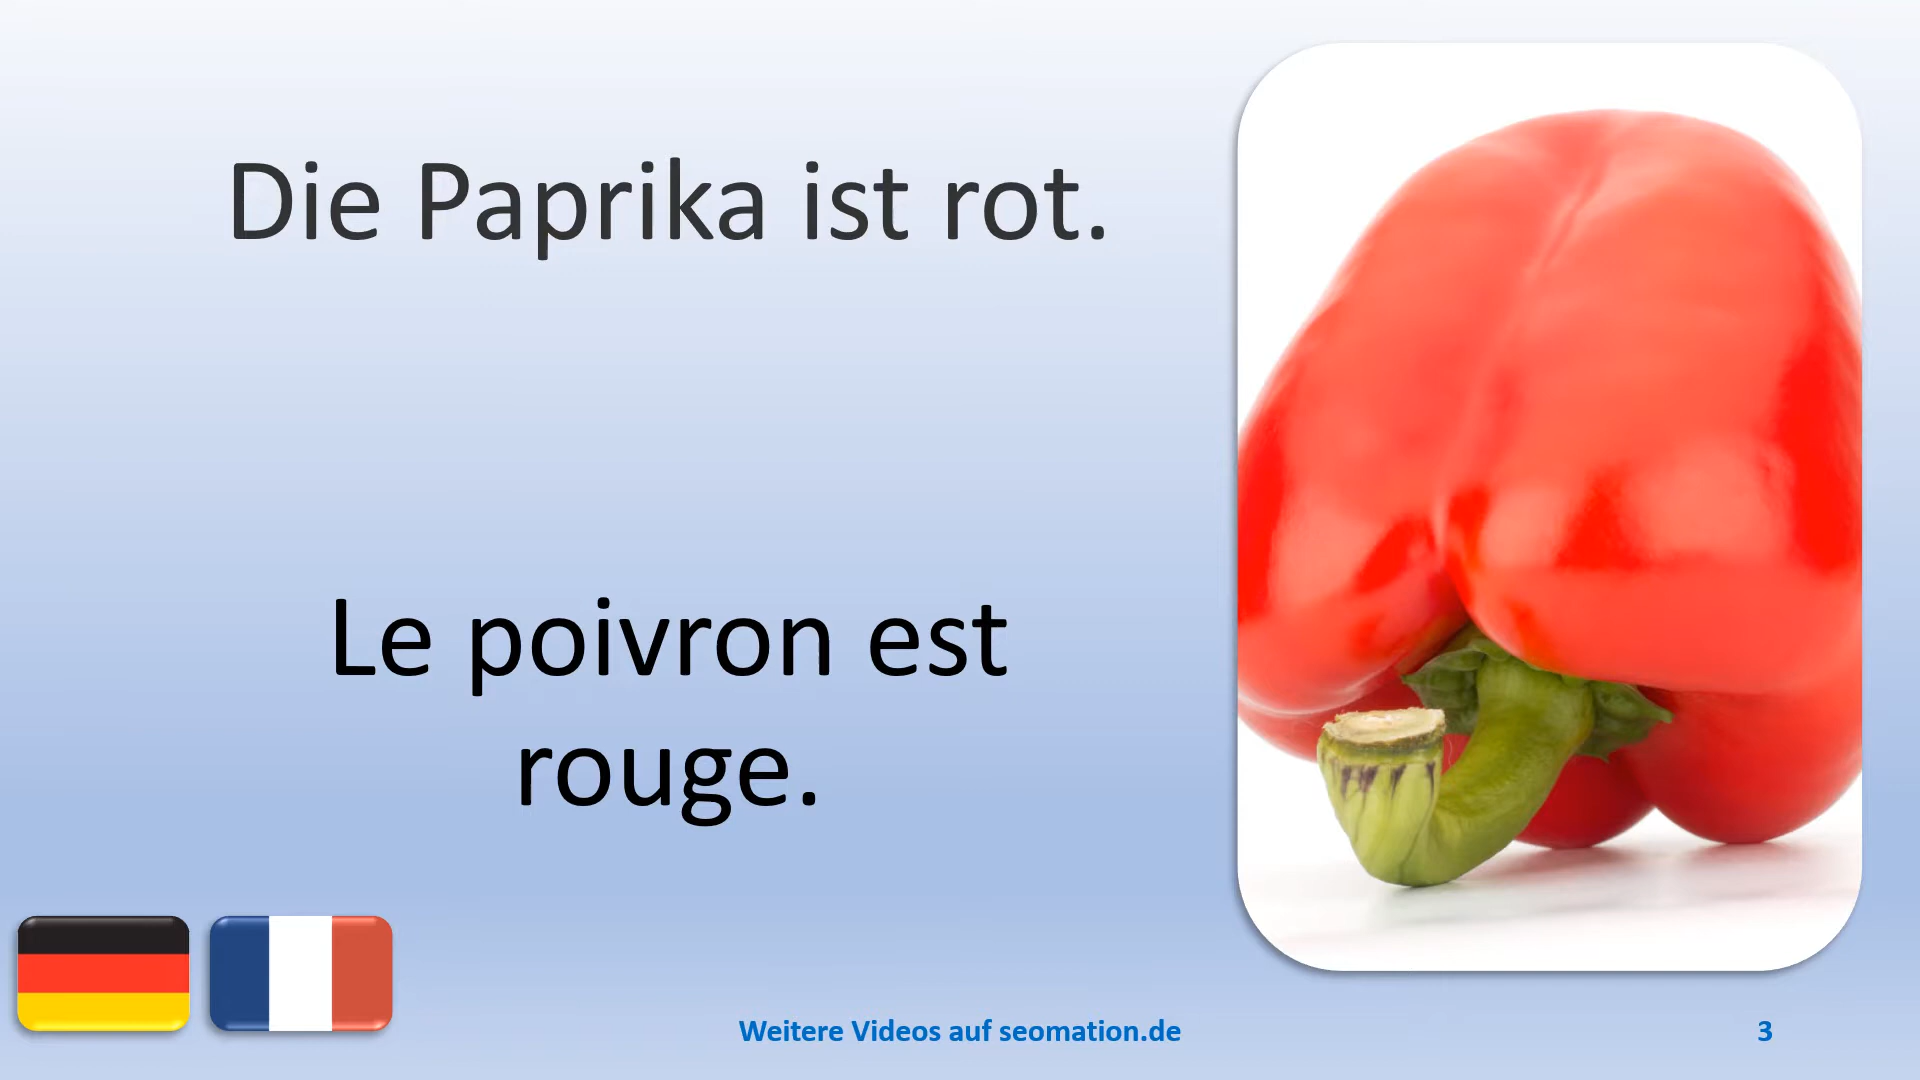 Die Paprika ist rot.
Le poivron est
rouge.
Weitere Videos auf seomation.de
3